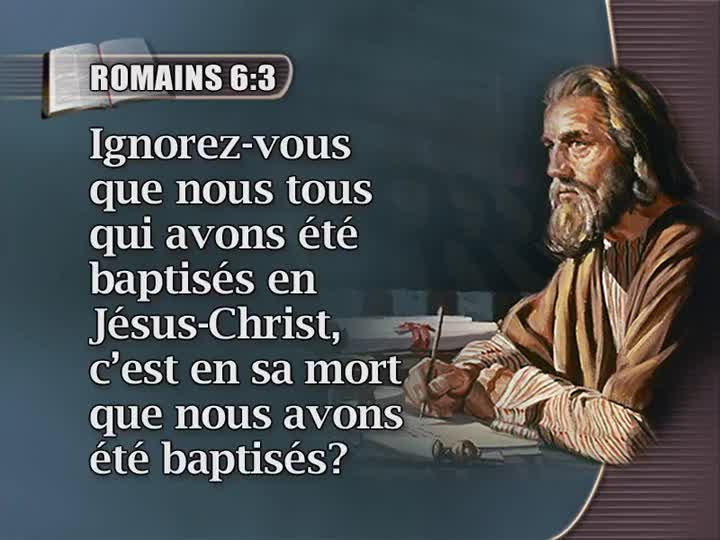 ROMAINS 6:3
Ignorez-vous
que nous tous
qui avons été
baptisés en
Jésus-Christ,
c’est en sa mort
que nous avons
été baptisés?